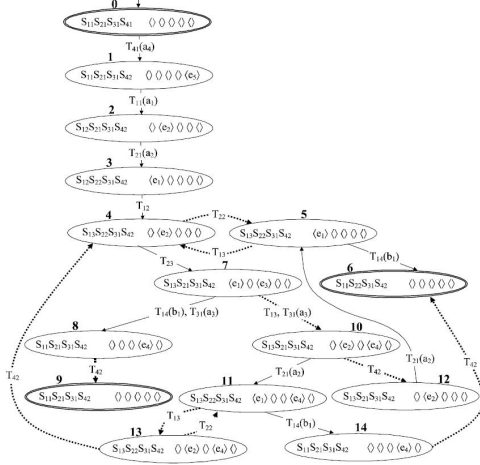 0
S₁₁S₂₁S₃₁S₄₁ ⟨⟩⟨⟩⟨⟩⟨⟩⟨⟩
T₄₁(a₄)
1
S₁₁S₂₁S₃₁S₄₂ ⟨⟩⟨⟩⟨⟩⟨⟩⟨e₅⟩
T₁₁(a₁)
2
S₁₂S₂₁S₃₁S₄₂ ⟨⟩⟨e₂⟩⟨⟩⟨⟩⟨⟩
T₂₁(a₂)
3
S₁₂S₂₂S₃₁S₄₂ ⟨e₁⟩⟨⟩⟨⟩⟨⟩⟨⟩
T₁₂
4 T₂₂ 5
S₁₃S₂₂S₃₁S₄₂ ⟨⟩⟨e₂⟩⟨⟩⟨⟩⟨⟩ S₁₃S₂₂S₃₁S₄₂ ⟨e₁⟩⟨⟩⟨⟩⟨⟩⟨⟩
T₁₃
T₂₃ 7 T₁₄(b₁) 6
S₁₃S₂₁S₃₁S₄₂ ⟨e₁⟩⟨⟩⟨e₃⟩⟨⟩⟨⟩ S₁₁S₂₂S₃₁S₄₂ ⟨⟩⟨⟩⟨⟩⟨⟩⟨⟩
T₁₄(b₁), T₃₁(a₃) T₁₃, T₃₁(a₃)
8 10
S₁₁S₂₁S₃₁S₄₂ ⟨⟩⟨⟩⟨⟩⟨e₄⟩⟨⟩ S₁₃S₂₁S₃₁S₄₂ ⟨⟩⟨e₂⟩⟨⟩⟨e₄⟩⟨⟩
T₄₂ T₄₂ T₂₁(a₂) T₄₂ T₂₁(a₂) T₄₂
9 11 12
S₁₁S₂₁S₃₁S₄₂ ⟨⟩⟨⟩⟨⟩⟨⟩⟨⟩ S₁₃S₂₂S₃₁S₄₂ ⟨e₁⟩⟨⟩⟨⟩⟨e₄⟩⟨⟩ S₁₃S₂₁S₃₁S₄₂ ⟨⟩⟨e₂⟩⟨⟩⟨⟩⟨⟩
T₁₃ T₂₂ T₁₄(b₁)
13 14
S₁₃S₂₂S₃₁S₄₂ ⟨⟩⟨e₂⟩⟨⟩⟨e₄⟩⟨⟩ S₁₁S₂₂S₃₁S₄₂ ⟨⟩⟨⟩⟨⟩⟨e₄⟩⟨⟩